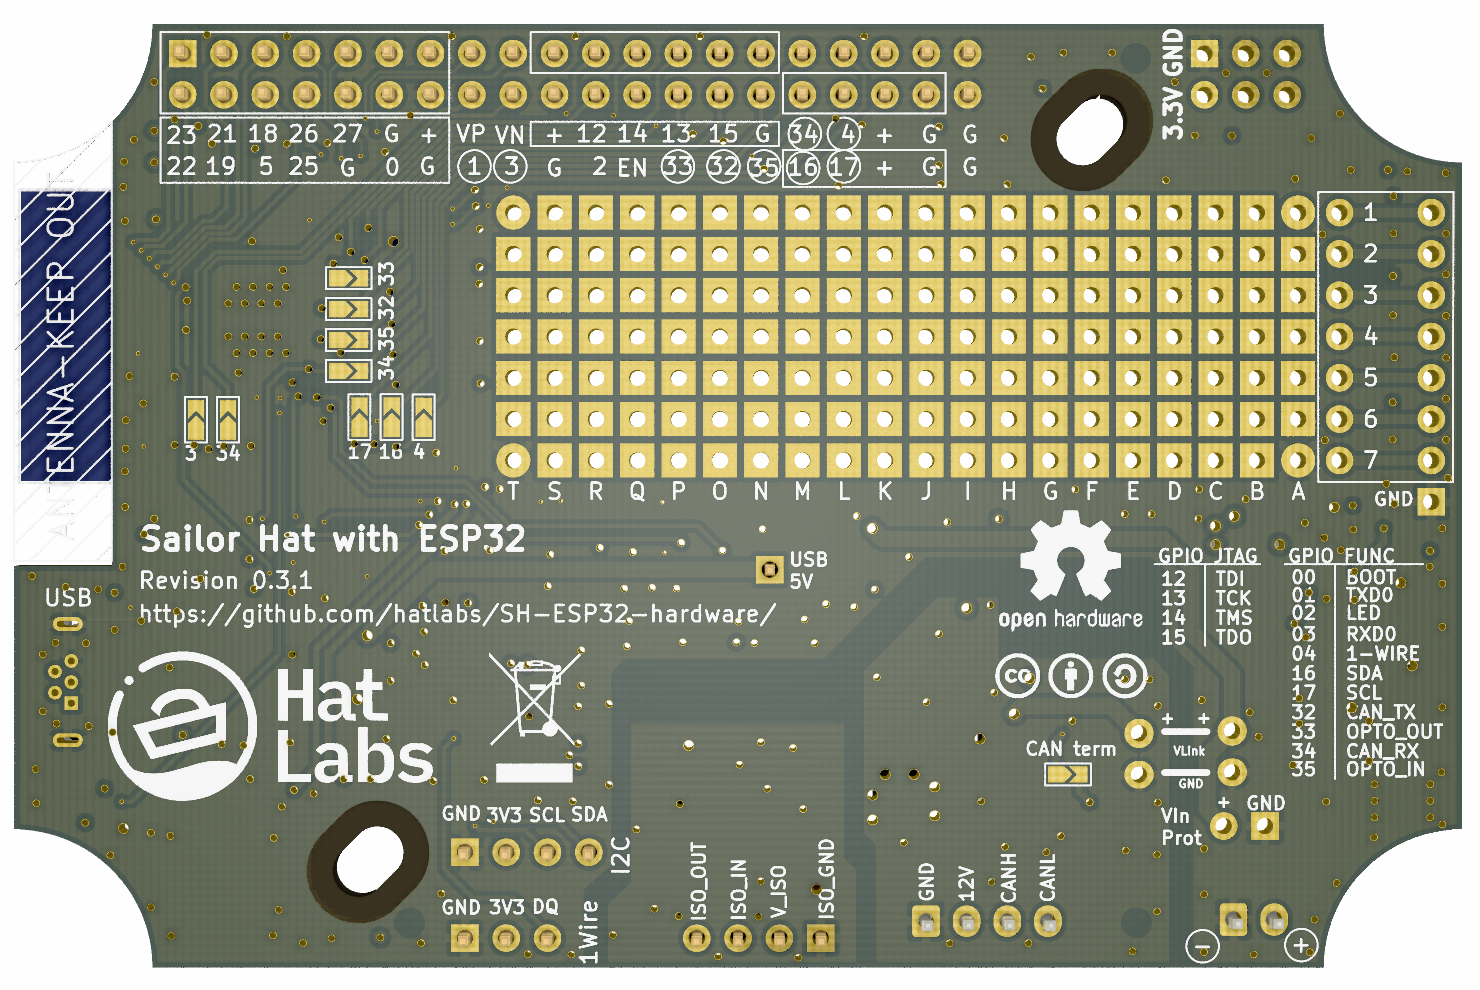 23 21 18 26 27 G + VP VN + 12 14 13 15 G 34 4 + G G
22 19 5 25 G 0 G 1 3 G 2 EN 33 32 35 16 17 + G G
3.3V GND
ANTENNA-KEEP OUT
33
32
35
34
3 34
17 16 4
1
2
3
4
5
6
7
T S R Q P O N M L K J I H G F E D C B A
GND
Sailor Hat with ESP32
Revision 0.3.1
https://github.com/hatlabs/SH-ESP32-hardware/
USB
5V
USB
open hardware
GPIO JTAG
12 TDI
13 TCK
14 TMS
15 TDO
GPIO FUNC
00 BOOT
01 TXD0
02 LED
03 RXD0
04 1-WIRE
16 SDA
17 SCL
32 CAN_TX
33 OPTO_OUT
34 CAN_RX
35 OPTO_IN
cc
Hat
Labs
CAN term
+ +
VLink
GND
VIn
Prot
+ GND
GND 3V3 SCL SDA
I2C
GND 3V3 DQ
1Wire
ISO_OUT
ISO_IN
V_ISO
ISO_GND
GND
12V
CANH
CANL
- +